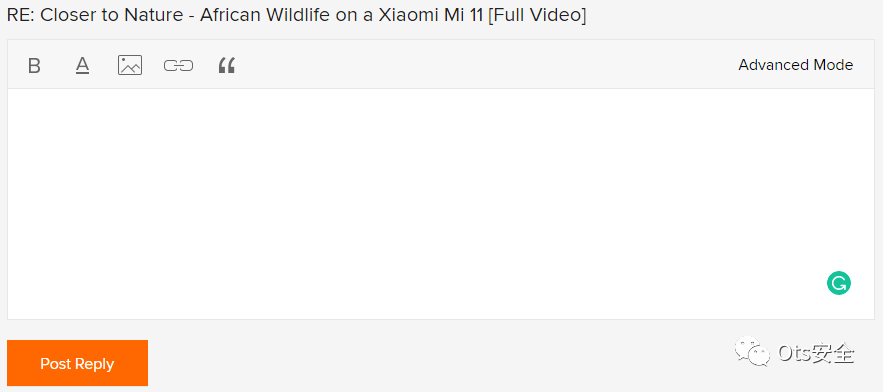 RE: Closer to Nature - African Wildlife on a Xiaomi Mi 11 [Full Video]
B A Advanced Mode
Post Reply
Ots安全